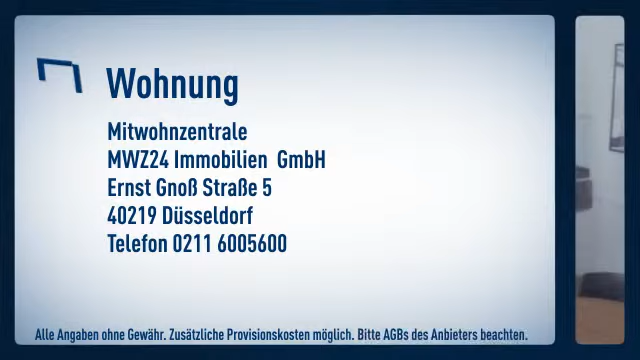 Wohnung
Mitwohnzentrale
MWZ24 Immobilien GmbH
Ernst Gnoß Straße 5
40219 Düsseldorf
Telefon 0211 6005600
Alle Angaben ohne Gewähr. Zusätzliche Provisionskosten möglich. Bitte AGBs des Anbieters beachten.